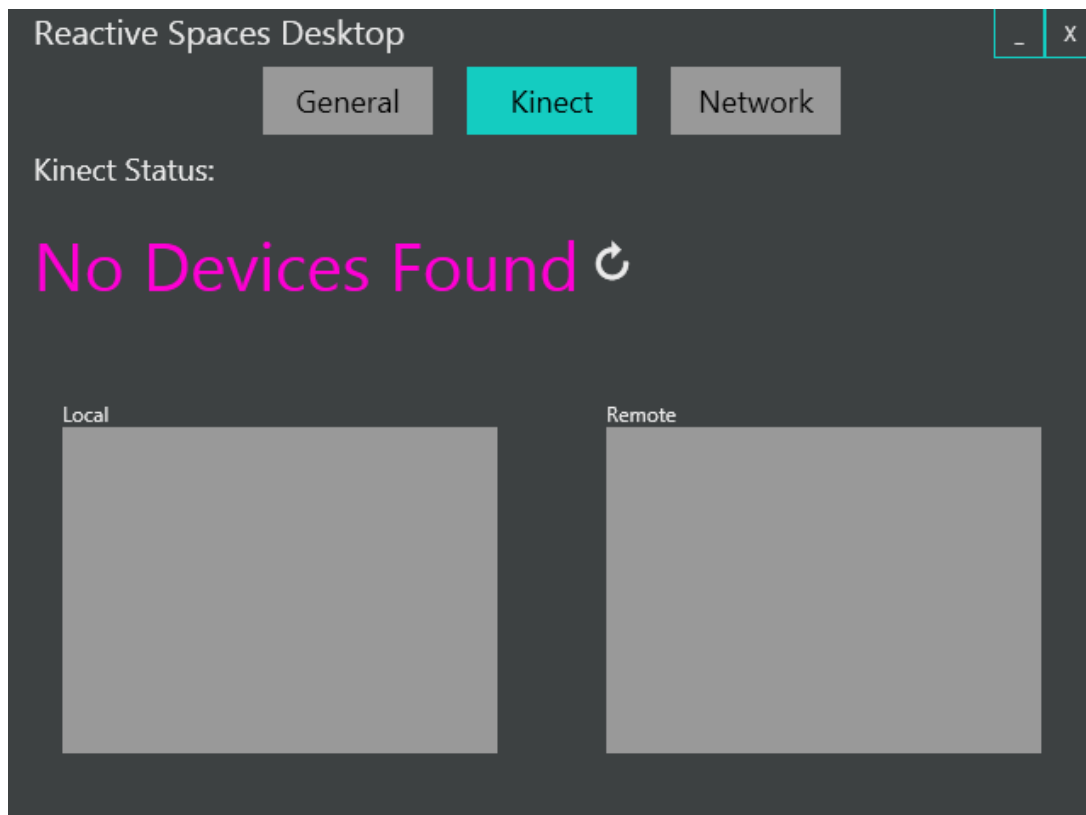 Reactive Spaces Desktop
_ X
General Kinect Network
Kinect Status:
No Devices Found
Local Remote